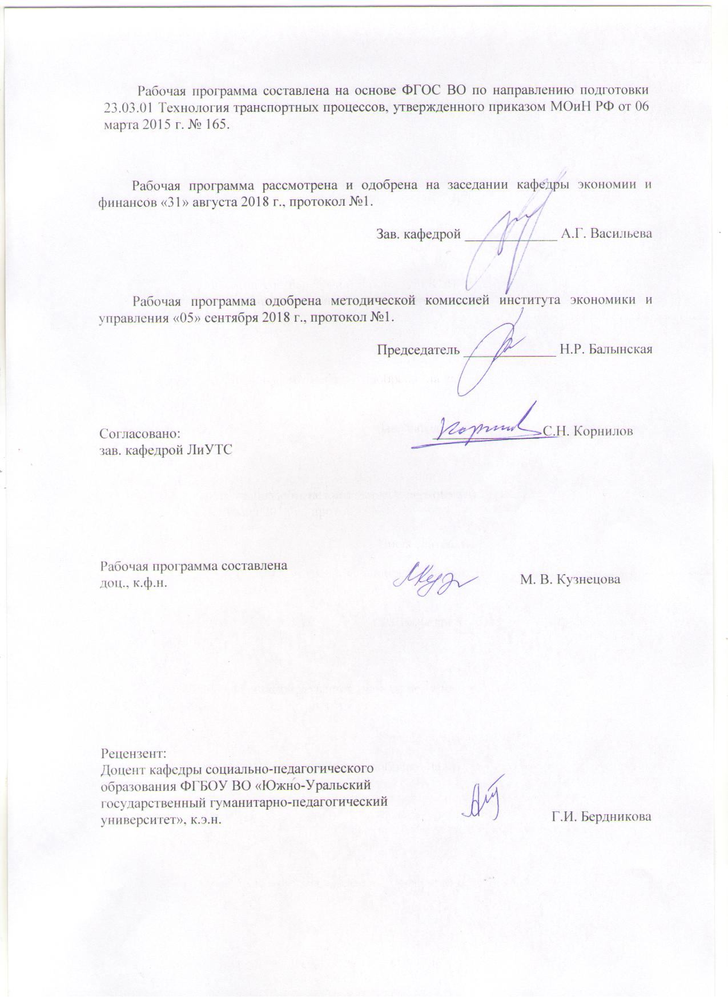 Рабочая программа составлена на основе ФГОС ВО по направлению подготовки
23.03.01 Технология транспортных процессов, утвержденного приказом МОиН РФ от 06
марта 2015 г. № 165.
Рабочая программа рассмотрена и одобрена на заседании кафедры экономии и
финансов «31» августа 2018 г., протокол №1.
Зав. кафедрой _____________ А.Г. Васильева
Рабочая программа одобрена методической комиссией института экономики и
управления «05» сентября 2018 г., протокол №1.
Председатель _____________ Н.Р. Балынская
Согласовано:
зав. кафедрой ЛиУТС
С.Н. Корнилов
Рабочая программа составлена
доц., к.ф.н.
М. В. Кузнецова
Рецензент:
Доцент кафедры социально-педагогического
образования ФГБОУ ВО «Южно-Уральский
государственный гуманитарно-педагогический
университет», к.э.н.
Г.И. Бердникова